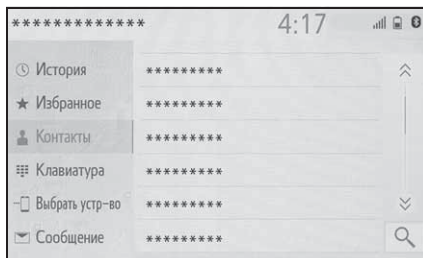 ************* 4:17
История *********
Избранное *********
Контакты *********
Клавиатура *********
Выбрать устр-во *********
Сообщение *********